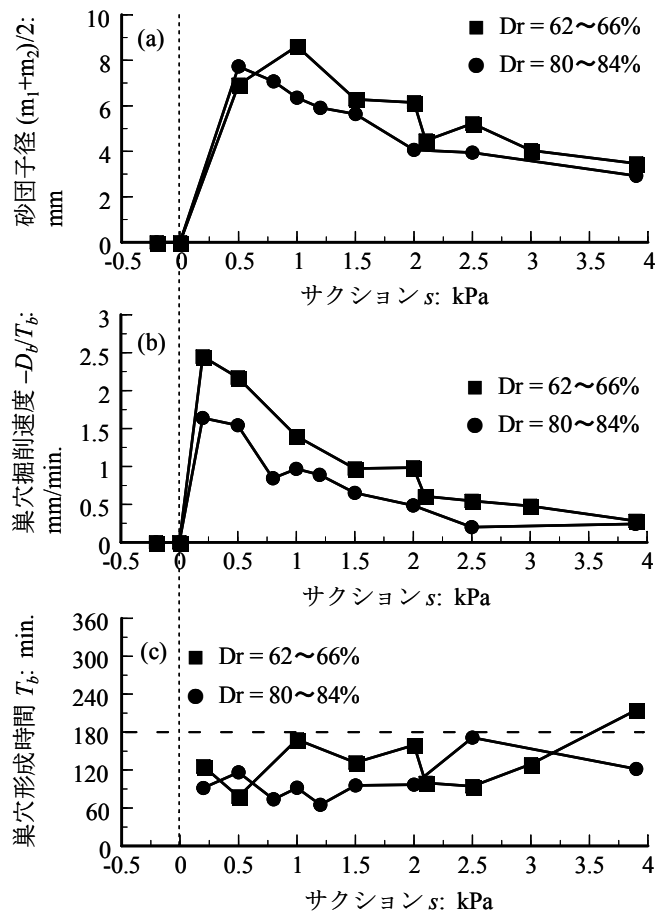 (a)
Dr = 62～66%
Dr = 80～84%
砂団子径 (m₁+m₂)/2:
mm
10
8
6
4
2
0
-0.5 0 0.5 1 1.5 2 2.5 3 3.5 4
サクション s: kPa
(b)
Dr = 62～66%
Dr = 80～84%
巣穴掘削速度 –D_b/T_b:
mm/min.
3
2.5
2
1.5
1
0.5
0
-0.5 0 0.5 1 1.5 2 2.5 3 3.5 4
サクション s: kPa
(c)
Dr = 62～66%
Dr = 80～84%
巣穴形成時間 T_b: min.
360
300
240
180
120
60
0
-0.5 0 0.5 1 1.5 2 2.5 3 3.5 4
サクション s: kPa